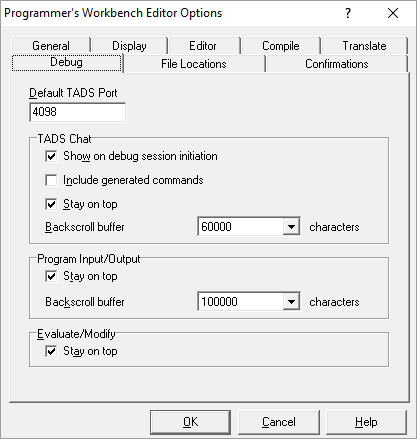 Programmer's Workbench Editor Options
General Display Editor Compile Translate
Debug File Locations Confirmations
Default TADS Port
4098
TADS Chat
Show on debug session initiation
Include generated commands
Stay on top
Backscroll buffer 60000 characters
Program Input/Output
Stay on top
Backscroll buffer 100000 characters
Evaluate/Modify
Stay on top
OK Cancel Help